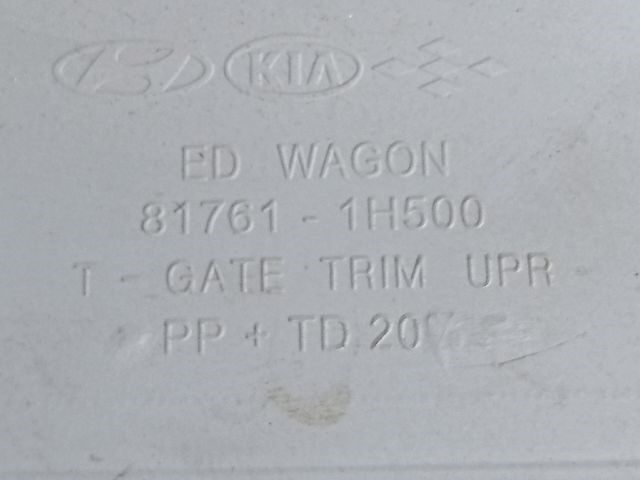 KIA
ED WAGON
81761 - 1H500
T - GATE TRIM UPR
PP + TD 20